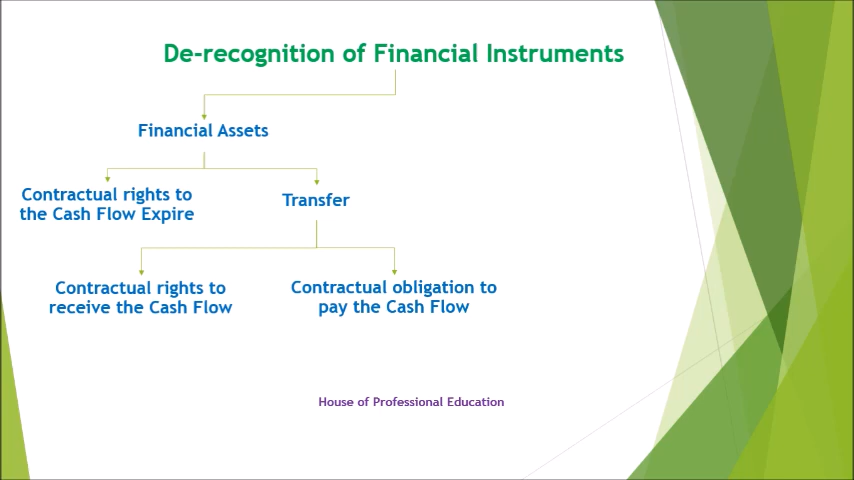 De-recognition of Financial Instruments
Financial Assets
Contractual rights to
the Cash Flow Expire
Transfer
Contractual rights to
receive the Cash Flow
Contractual obligation to
pay the Cash Flow
House of Professional Education